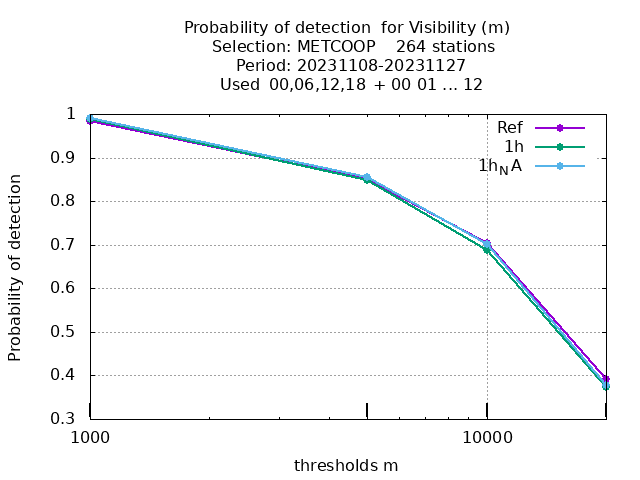 Probability of detection  for Visibility (m)
Selection: METCOOP    264 stations
Period: 20231108-20231127
Used  00,06,12,18  + 00 01 ... 12
Ref
1h
1hNA
1
0.9
0.8
0.7
0.6
0.5
0.4
0.3
Probability of detection
1000
10000
thresholds m